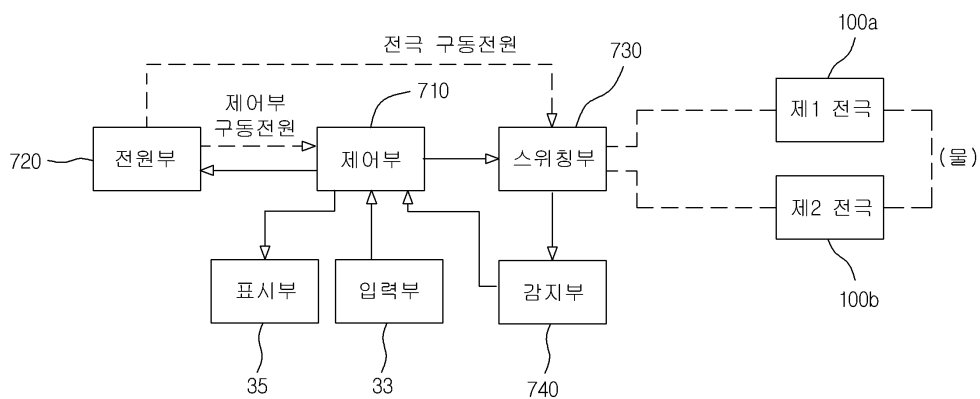 전극 구동전원
730
100a
제어부
구동전원
710
제1 전극
720
전원부
제어부
스위칭부
(물)
제2 전극
표시부
입력부
감지부
100b
35
33
740